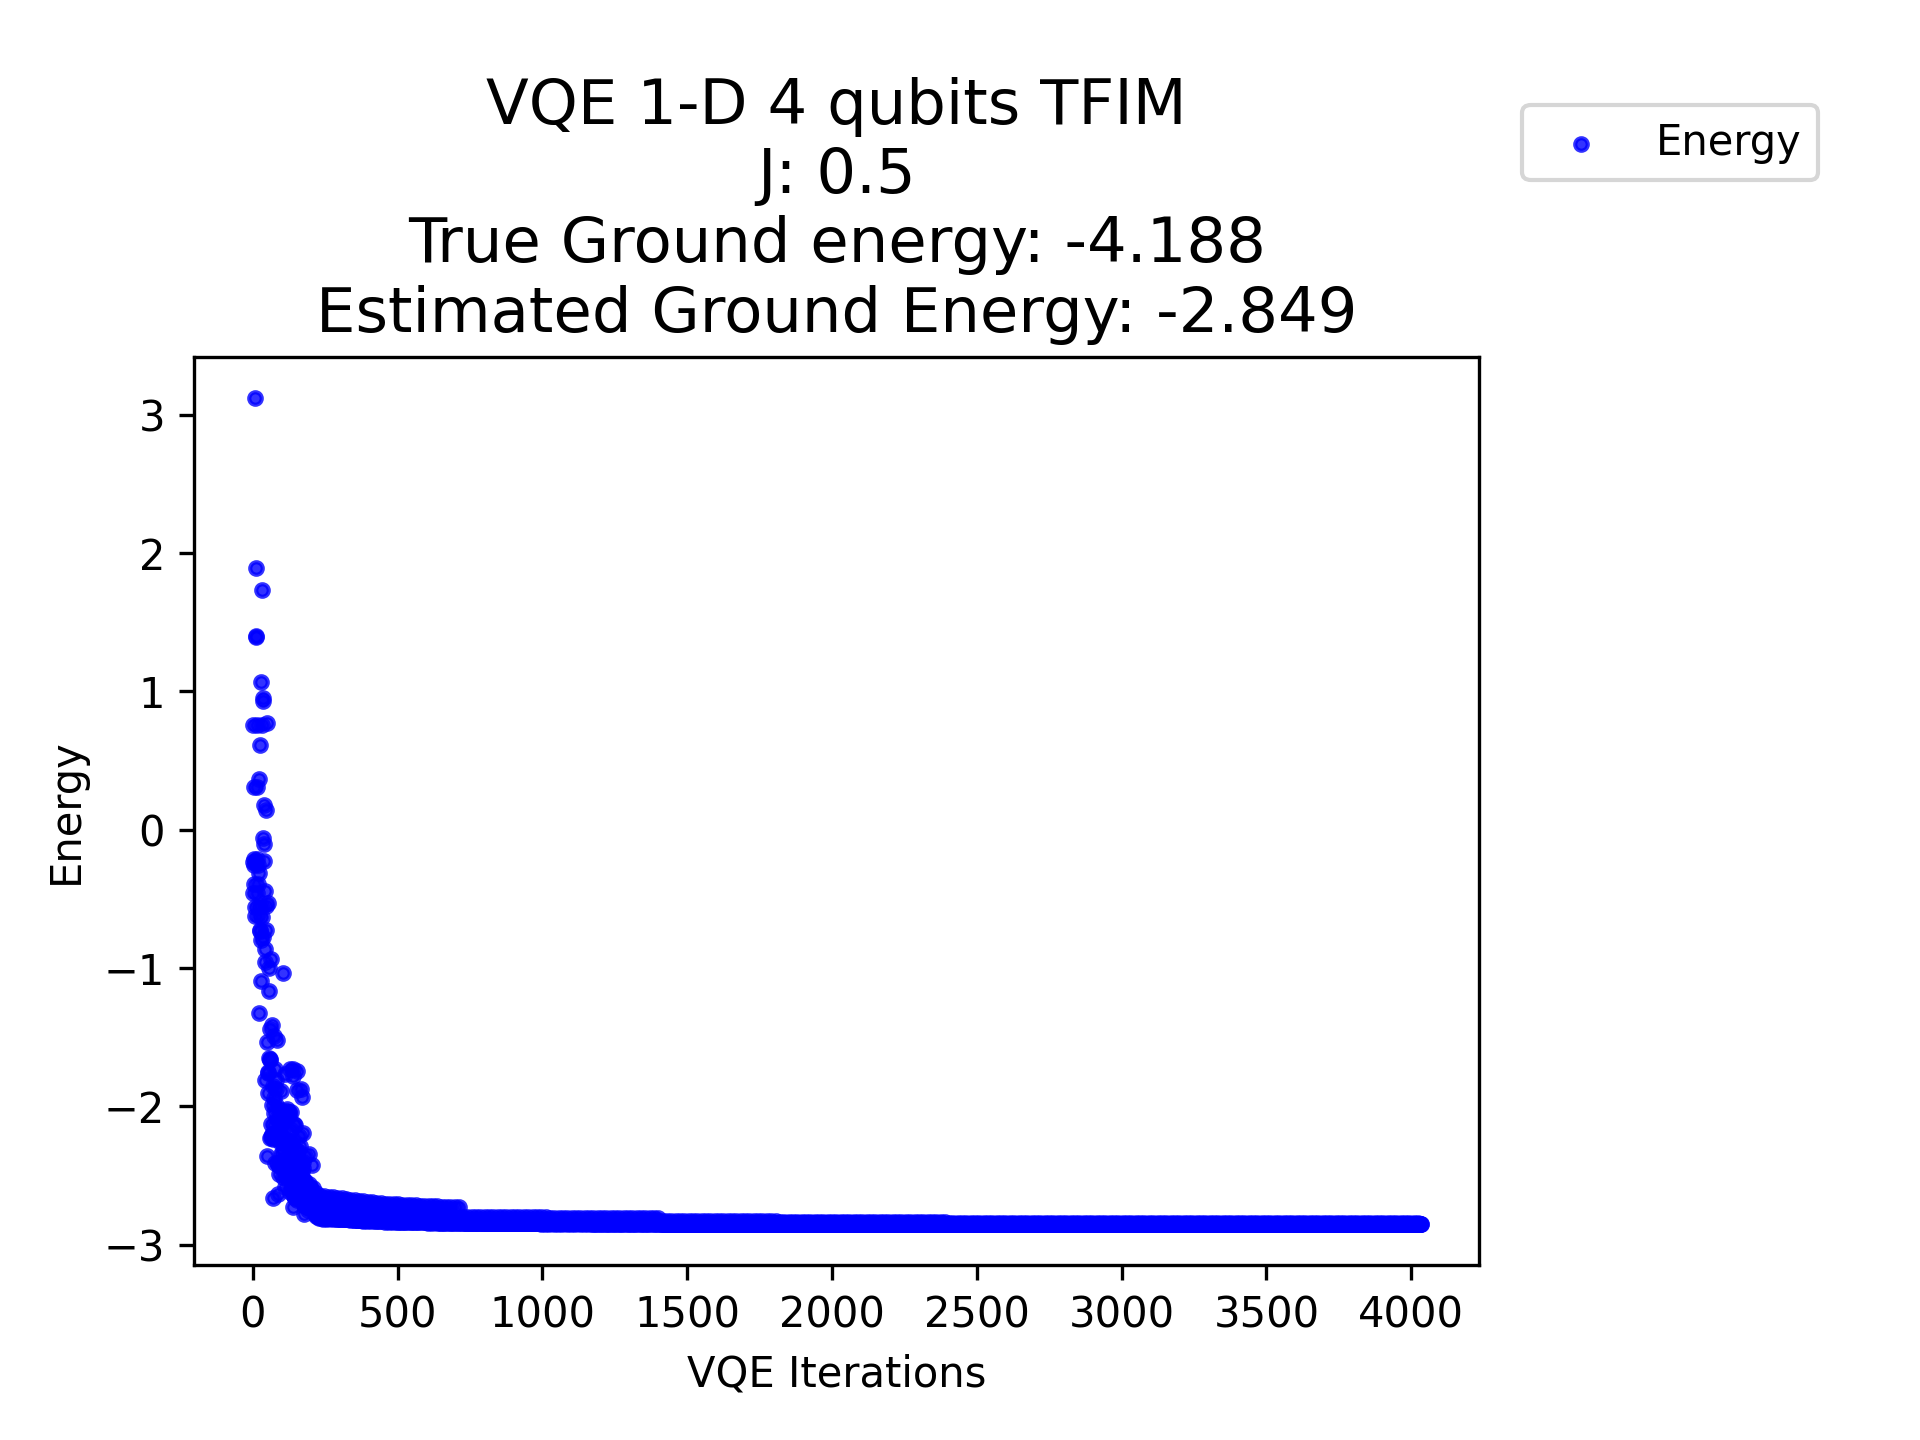 VQE 1-D 4 qubits TFIM
J: 0.5
True Ground energy: -4.188
Estimated Ground Energy: -2.849
Energy
3
2
1
0
−1
−2
−3
Energy
0 500 1000 1500 2000 2500 3000 3500 4000
VQE Iterations